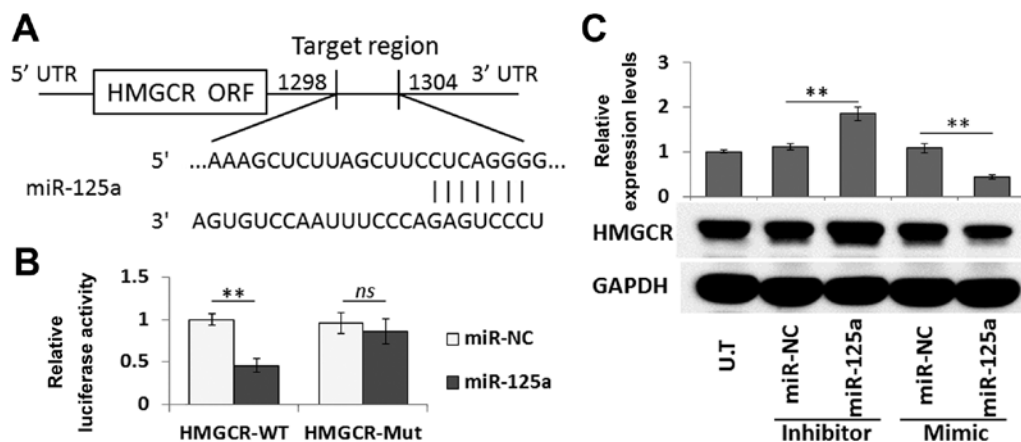 A
Target region
5' UTR
HMGCR ORF
1298
1304
3' UTR
5' ...AAAGCUCUUAGCUUCCUCAGGGG...
miR-125a
3' AGUGUCCAAUUUCCCAGAGUCCCU
B
Relative
luciferase activity
1.5
1
0.5
0
**
ns
HMGCR-WT
HMGCR-Mut
miR-NC
miR-125a
C
Relative
expression levels
3
2
1
0
**
**
HMGCR
GAPDH
U.T
miR-NC
miR-125a
miR-NC
miR-125a
Inhibitor
Mimic